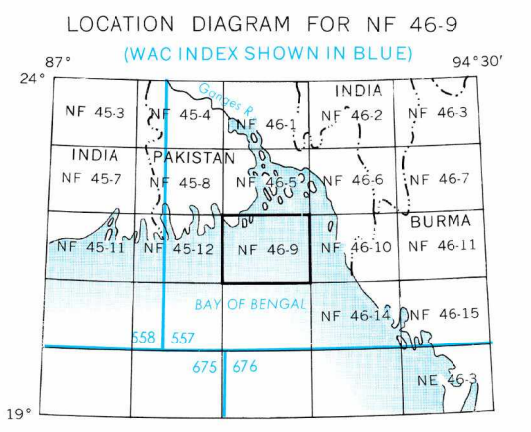 LOCATION DIAGRAM FOR NF 46-9
(WAC INDEX SHOWN IN BLUE)
87° 94°30'
24°
Ganges R.
INDIA
NF 45-3 NF 45-4 NF 46-1 NF 46-2 NF 46-3
INDIA PAKISTAN
NF 45-7 NF 45-8 NF 46-5 NF 46-6 NF 46-7
BURMA
NF 45-11 NF 45-12 NF 46-9 NF 46-10 NF 46-11
BAY OF BENGAL
NF 46-14 NF 46-15
558 557
675 676
NE 46-3
19°